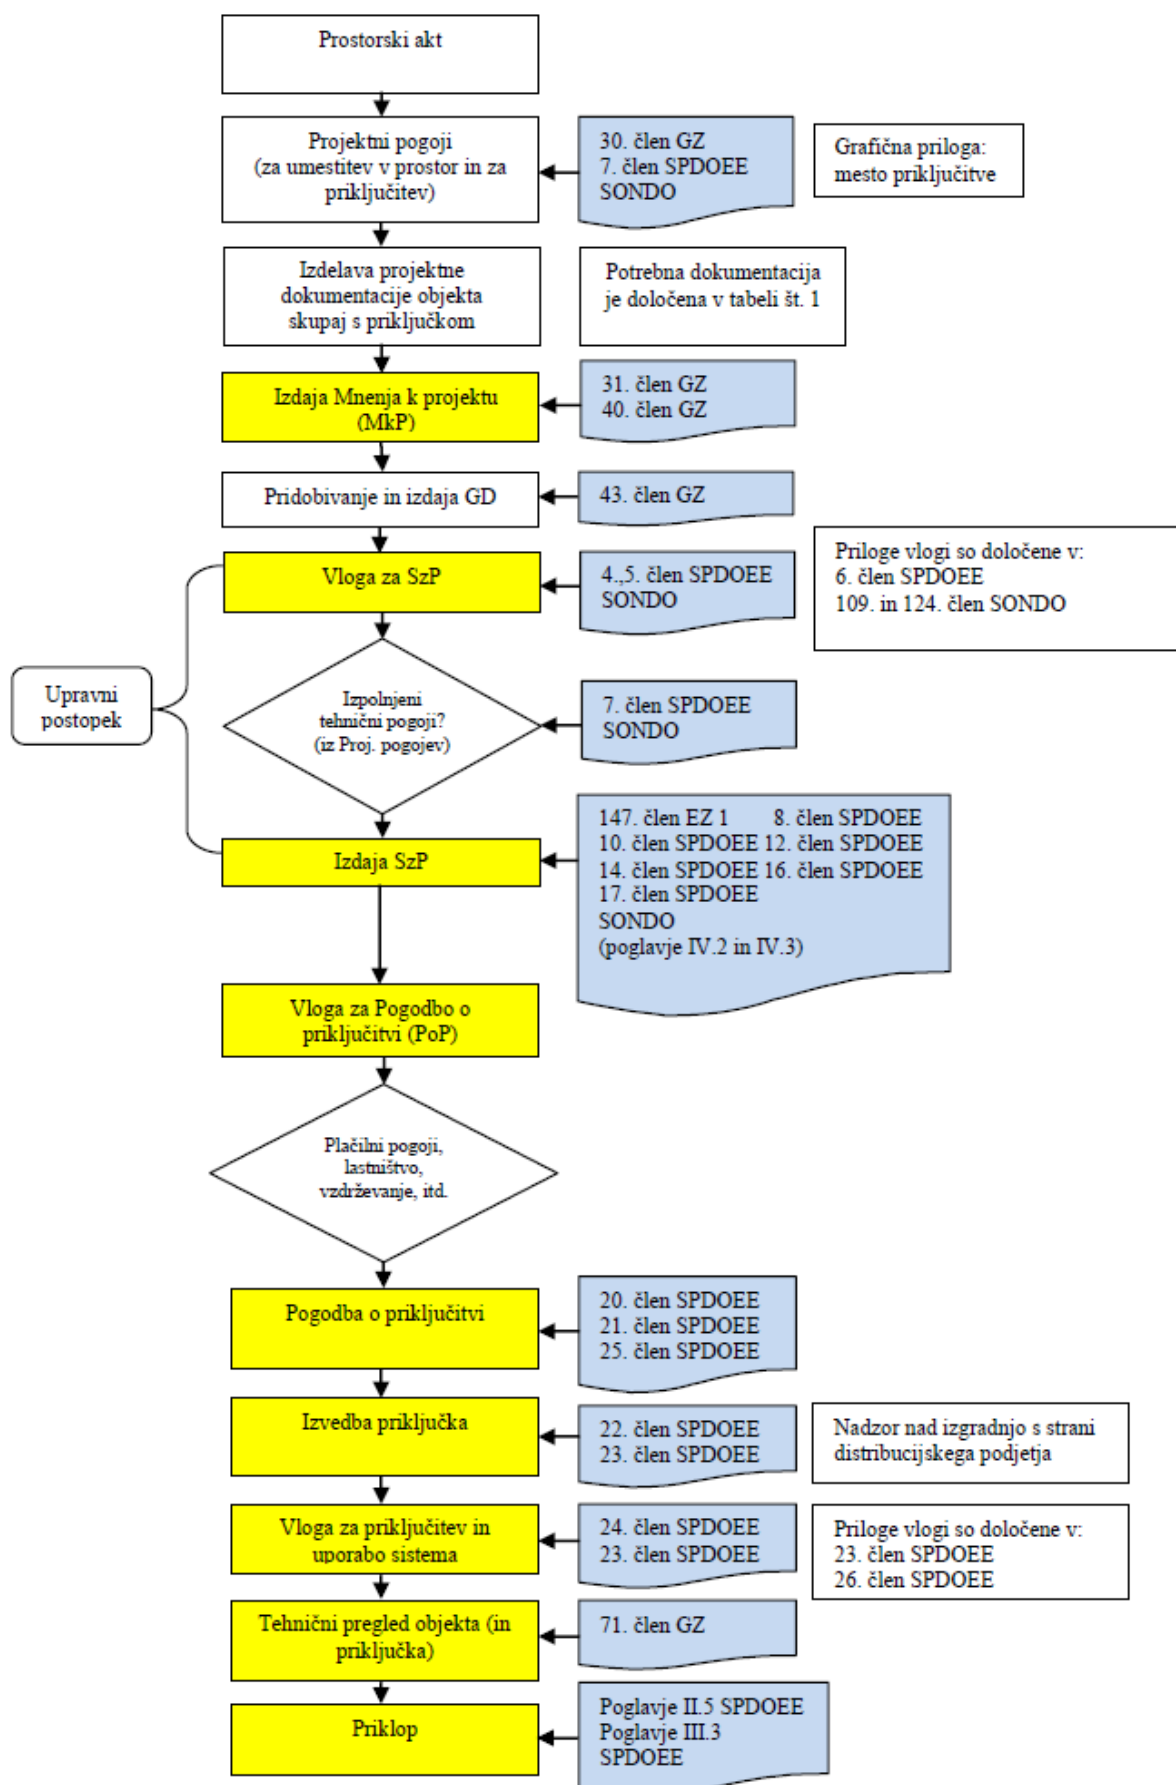 Prostorski akt
Projektni pogoji
(za umestitev v prostor in za
priključitev)
30. člen GZ
7. člen SPDOEE
SONDO
Grafična priloga:
mesto priključitve
Izdelava projektne
dokumentacije objekta
skupaj s priključkom
Potrebna dokumentacija
je določena v tabeli št. 1
Izdaja Mnenja k projektu
(MkP)
31. člen GZ
40. člen GZ
Pridobivanje in izdaja GD
43. člen GZ
Vloga za SzP
4.,5. člen SPDOEE
SONDO
Priloge vlogi so določene v:
6. člen SPDOEE
109. in 124. člen SONDO
Upravni
postopek
Izpolnjeni
tehnični pogoji?
(iz Proj. pogojev)
7. člen SPDOEE
SONDO
Izdaja SzP
147. člen EZ 1 8. člen SPDOEE
10. člen SPDOEE 12. člen SPDOEE
14. člen SPDOEE 16. člen SPDOEE
17. člen SPDOEE
SONDO
(poglavje IV.2 in IV.3)
Vloga za Pogodbo o
priključitvi (PoP)
Plačilni pogoji,
lastništvo,
vzdrževanje, itd.
Pogodba o priključitvi
20. člen SPDOEE
21. člen SPDOEE
25. člen SPDOEE
Izvedba priključka
22. člen SPDOEE
23. člen SPDOEE
Nadzor nad izgradnjo s strani
distribucijskega podjetja
Vloga za priključitev in
uporabo sistema
24. člen SPDOEE
23. člen SPDOEE
Priloge vlogi so določene v:
23. člen SPDOEE
26. člen SPDOEE
Tehnični pregled objekta (in
priključka)
71. člen GZ
Priklop
Poglavje II.5 SPDOEE
Poglavje III.3
SPDOEE